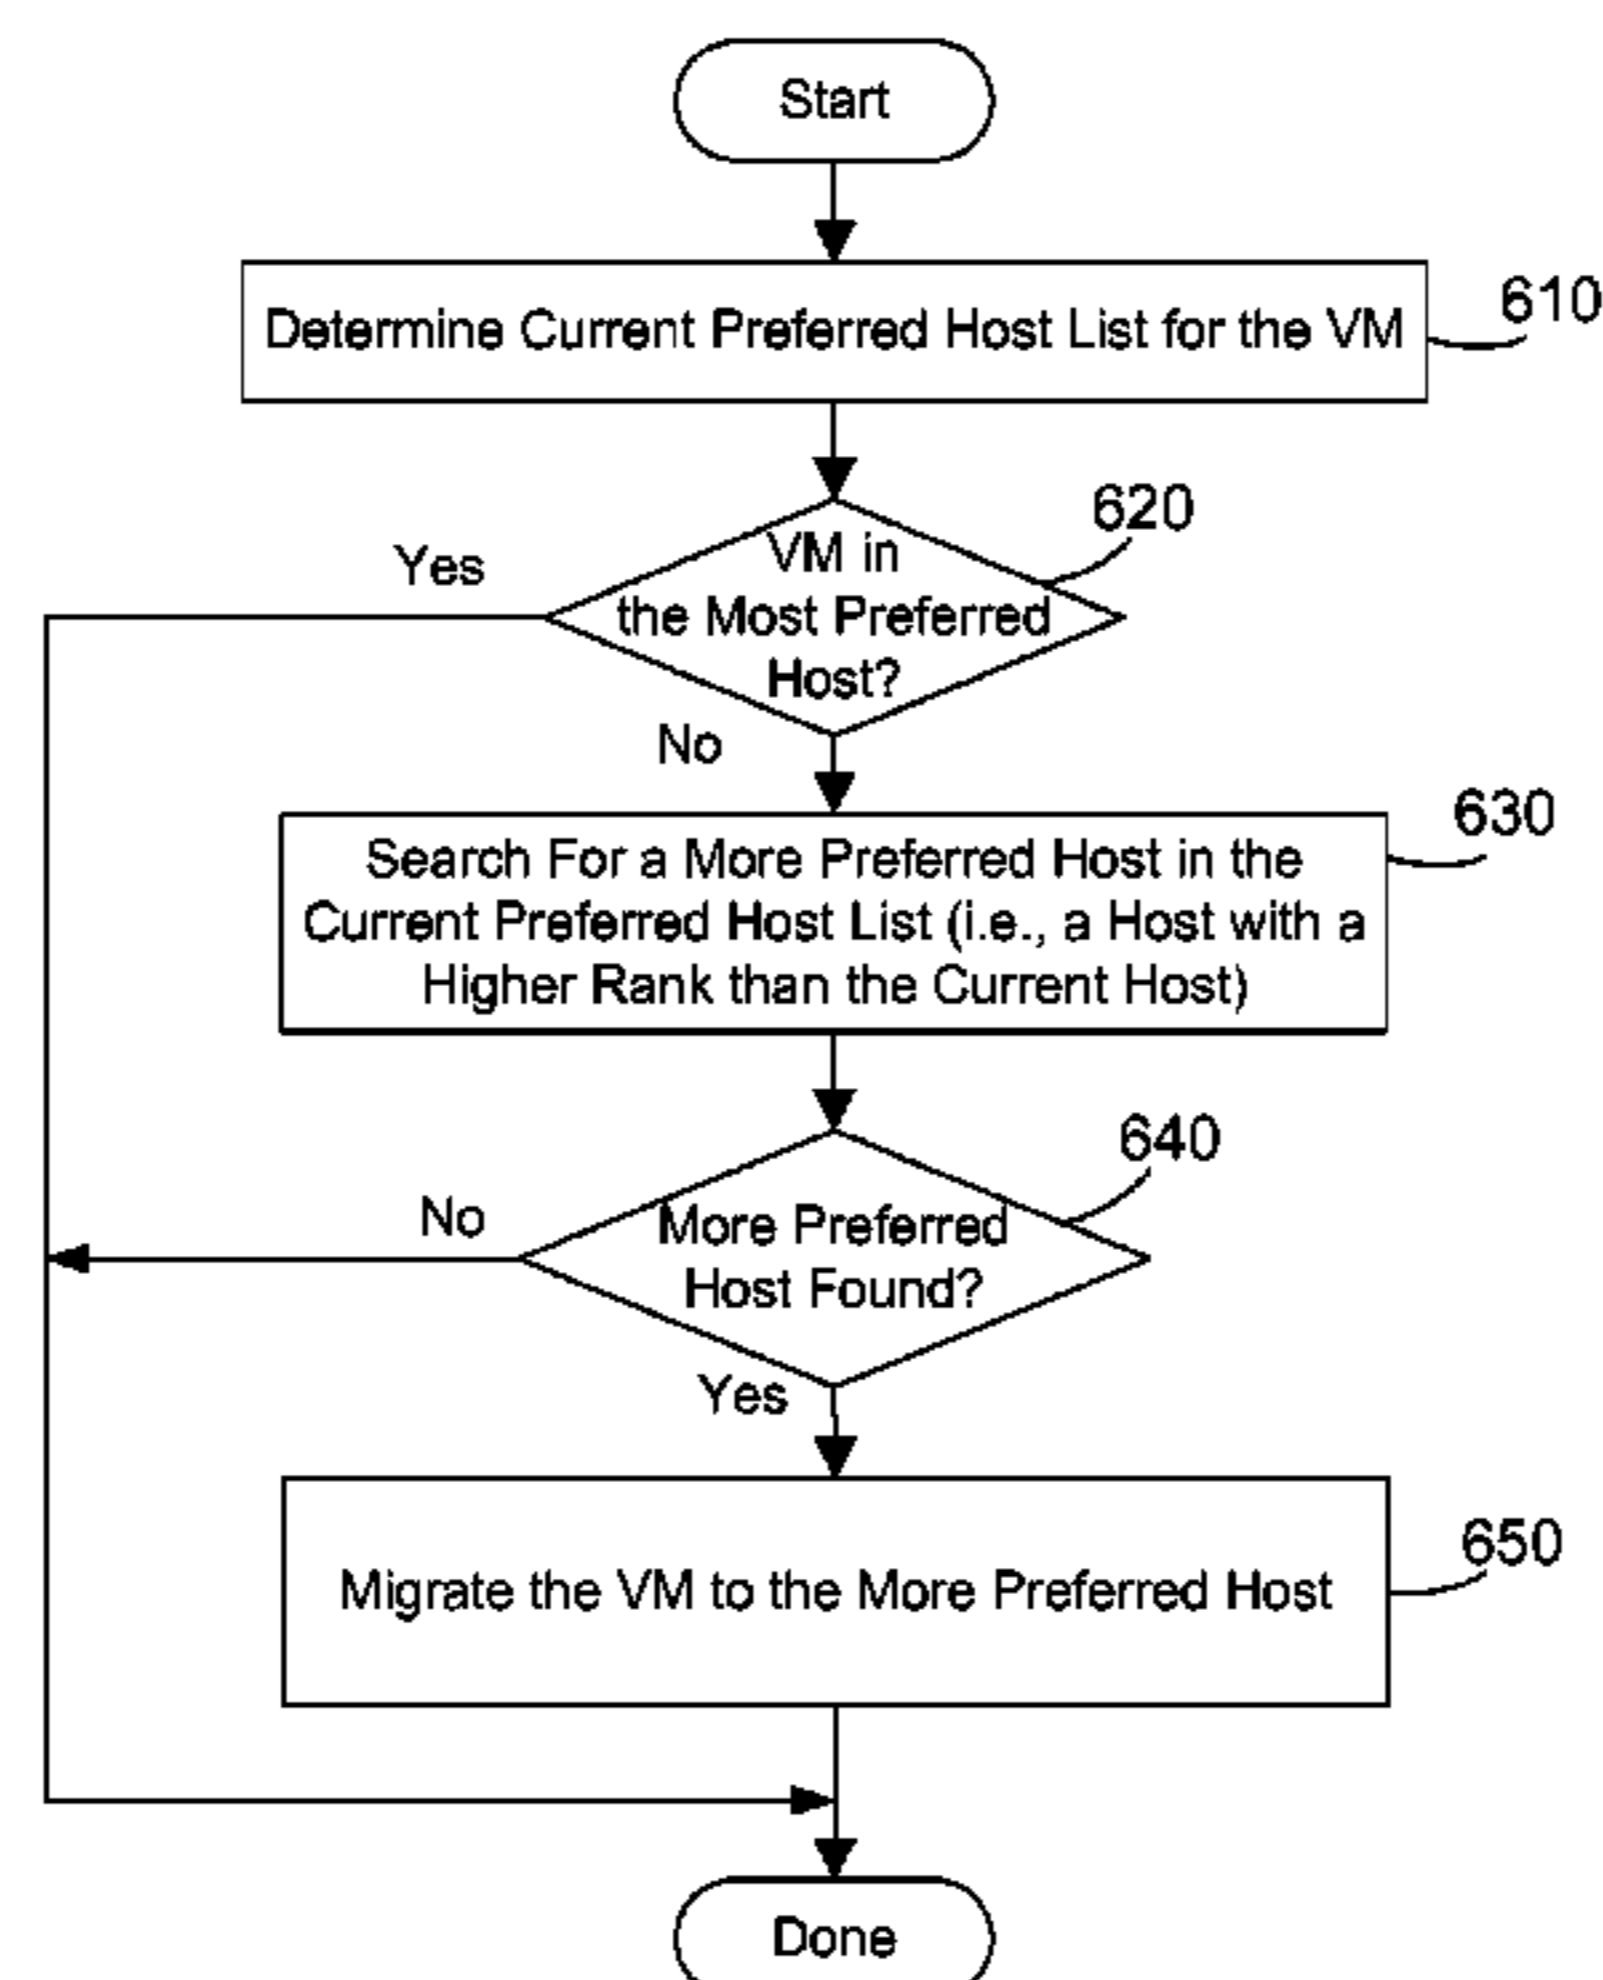 Start
Determine Current Preferred Host List for the VM
610
620
Yes
VM in
the Most Preferred
Host?
No
630
Search For a More Preferred Host in the
Current Preferred Host List (i.e., a Host with a
Higher Rank than the Current Host)
640
No
More Preferred
Host Found?
Yes
650
Migrate the VM to the More Preferred Host
Done